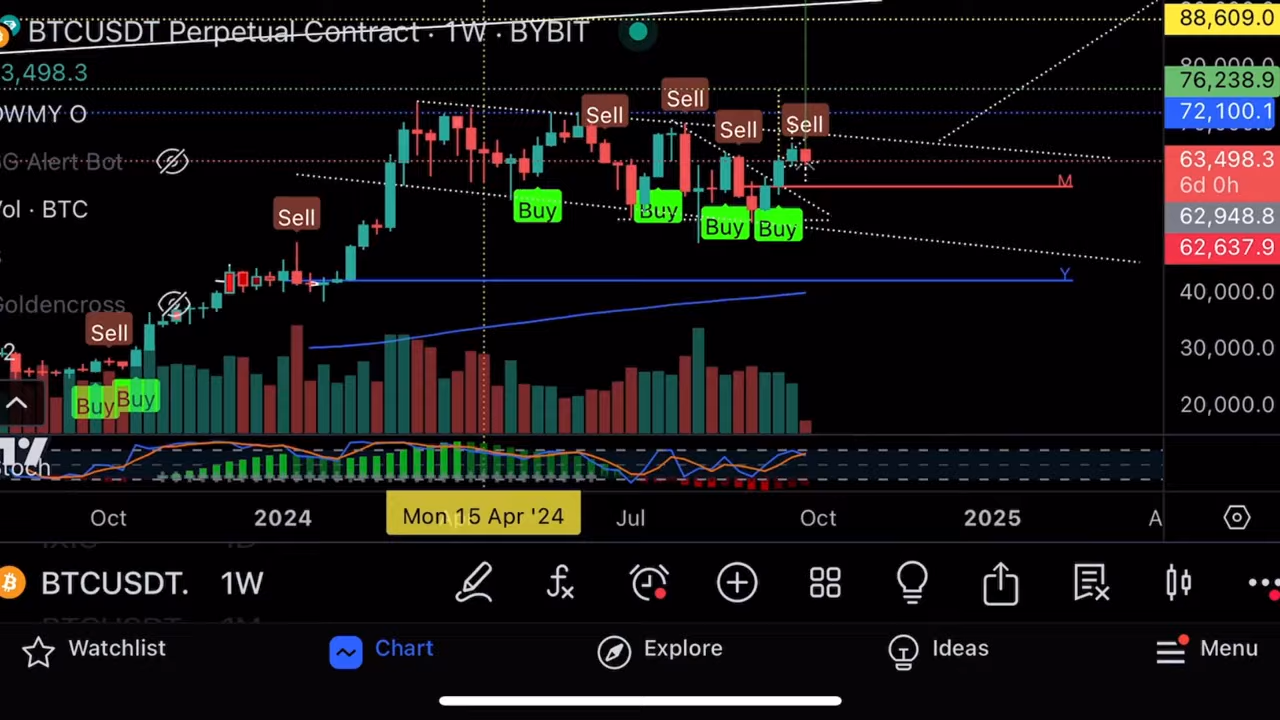 BTCUSDT Perpetual Contract · 1W · BYBIT
88,609.0
3,498.3
76,238.9
DWMY O
72,100.1
Sell
Sell
Sell
Sell
G Alert Bot
63,498.3
6d 0h
M
Vol · BTC
Sell
Buy
Buy
Buy
Buy
62,948.8
62,637.9
Y
40,000.0
Goldencross
Sell
30,000.0
2
Buy
Buy
20,000.0
Stoch
Oct
2024
Mon 15 Apr '24
Jul
Oct
2025
A
BTCUSDT.
1W
Watchlist
Chart
Explore
Ideas
Menu